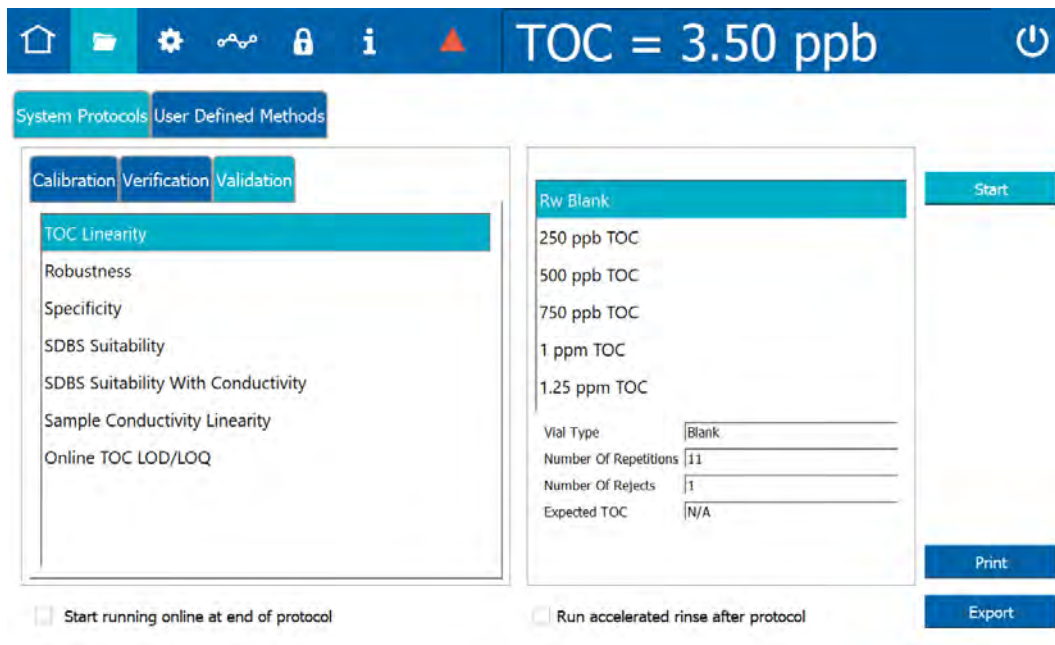 TOC = 3.50 ppb
System Protocols User Defined Methods
Calibration Verification Validation
TOC Linearity
Robustness
Specificity
SDBS Suitability
SDBS Suitability With Conductivity
Sample Conductivity Linearity
Online TOC LOD/LOQ
Rw Blank
250 ppb TOC
500 ppb TOC
750 ppb TOC
1 ppm TOC
1.25 ppm TOC
Vial Type Blank
Number Of Repetitions 11
Number Of Rejects 1
Expected TOC N/A
Start
Print
Export
Start running online at end of protocol
Run accelerated rinse after protocol